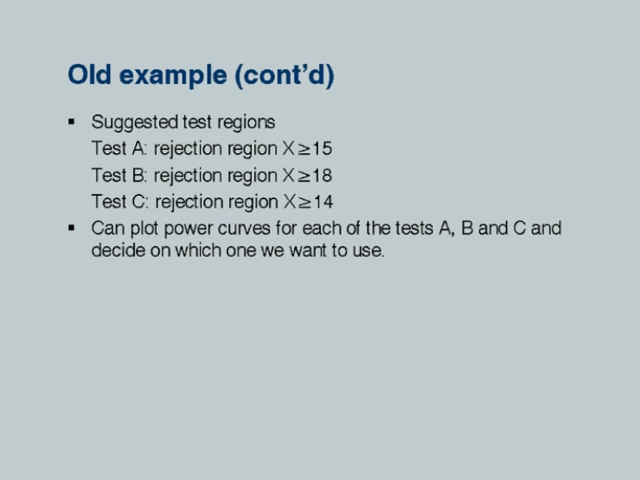 Old example (cont'd)
▪ Suggested test regions
Test A: rejection region X≥15
Test B: rejection region X≥18
Test C: rejection region X≥14
▪ Can plot power curves for each of the tests A, B and C and
decide on which one we want to use.